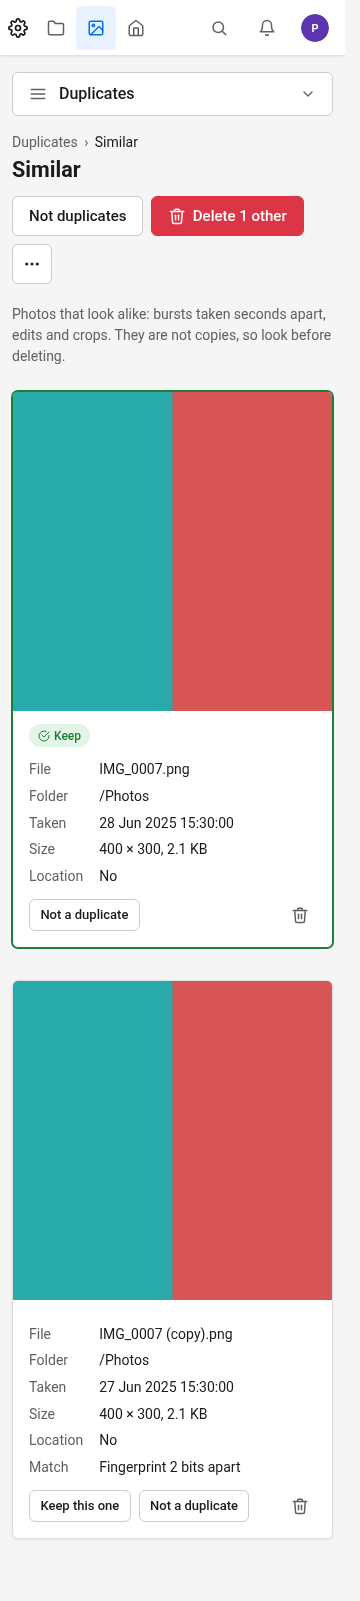 P
Duplicates
Duplicates › Similar
Similar
Not duplicates
Delete 1 other
Photos that look alike: bursts taken seconds apart,
edits and crops. They are not copies, so look before
deleting.
Keep
File IMG_0007.png
Folder /Photos
Taken 28 Jun 2025 15:30:00
Size 400 × 300, 2.1 KB
Location No
Not a duplicate
File IMG_0007 (copy).png
Folder /Photos
Taken 27 Jun 2025 15:30:00
Size 400 × 300, 2.1 KB
Location No
Match Fingerprint 2 bits apart
Keep this one Not a duplicate